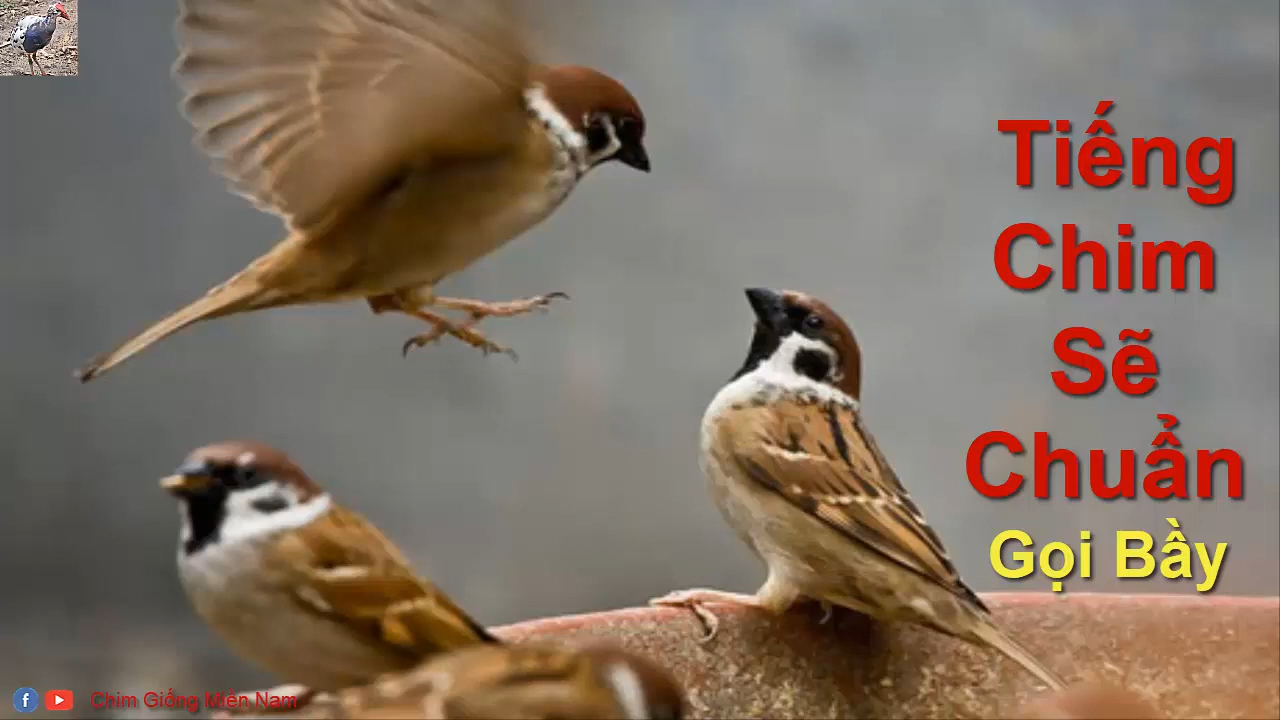 Tiếng
Chim
Sẽ
Chuẩn
Gọi Bầy
Chim Giống Miền Nam